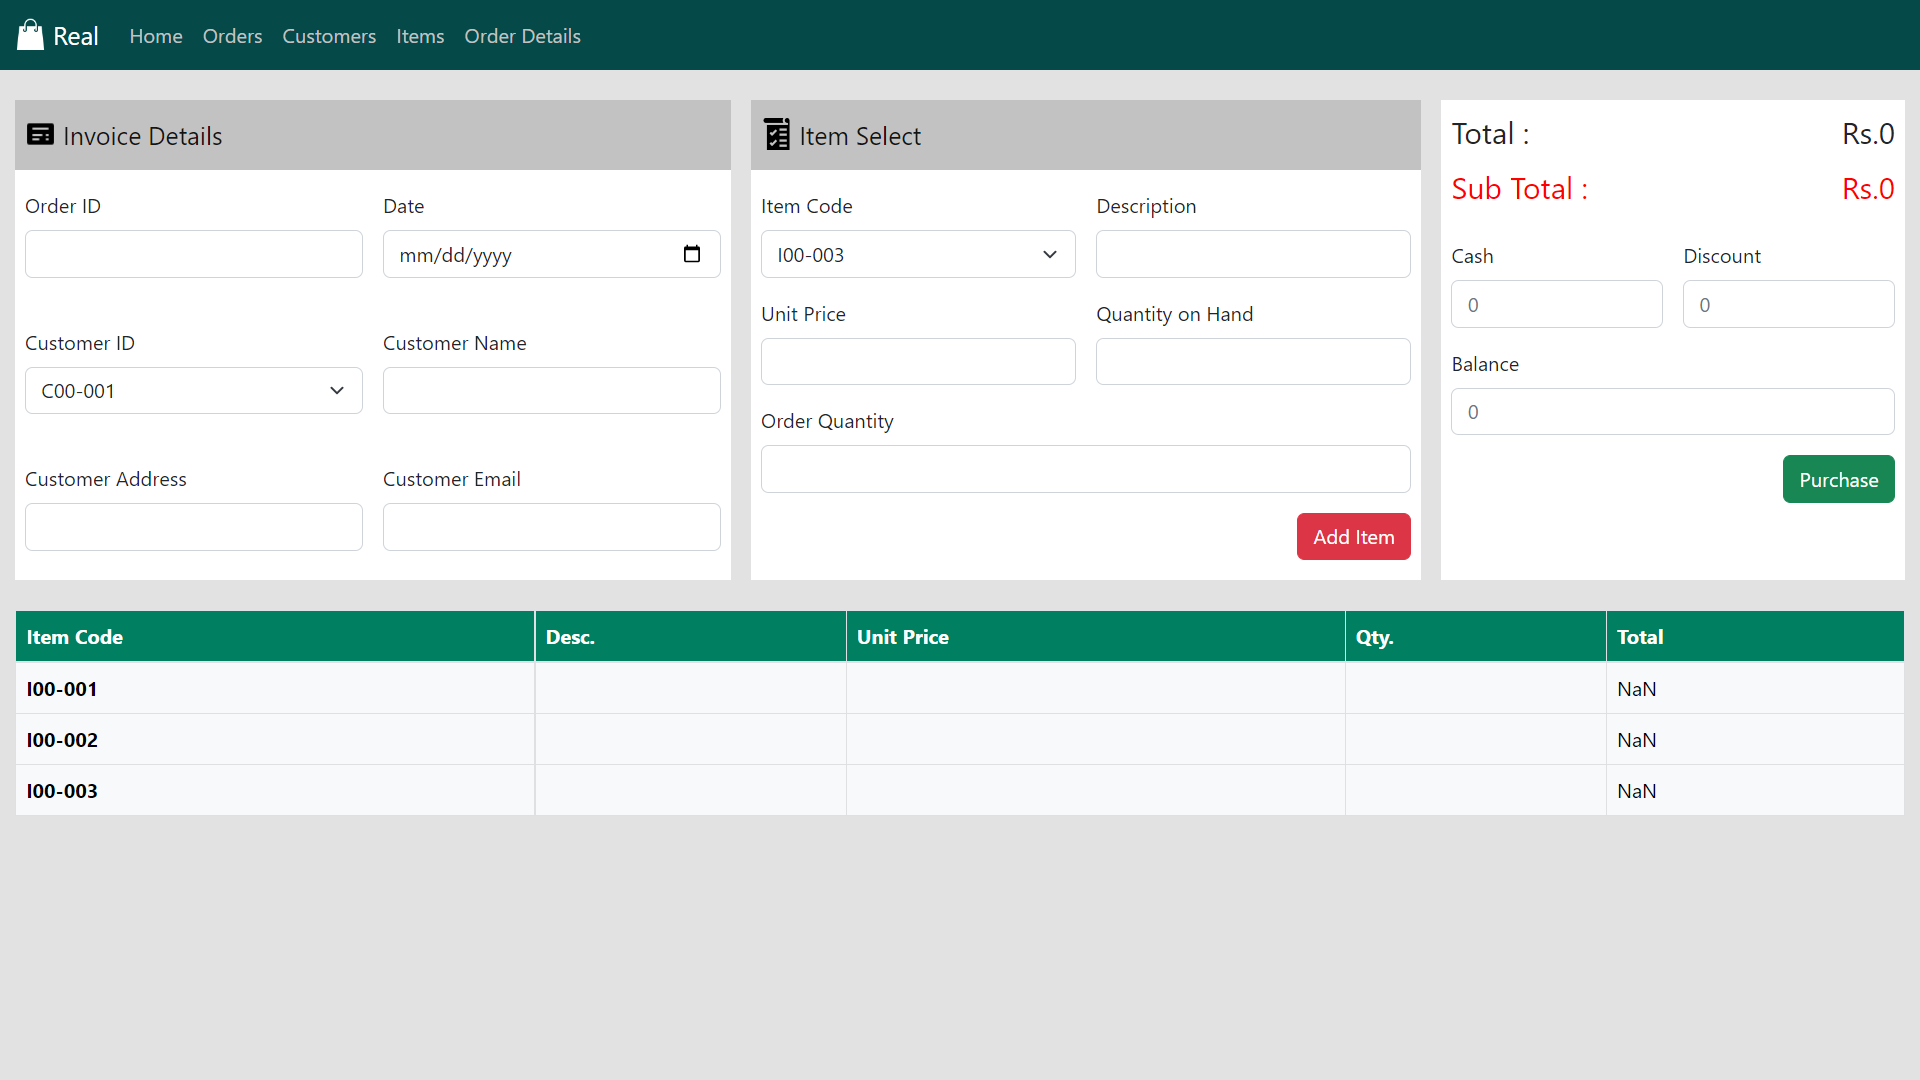 Real Home Orders Customers Items Order Details
Invoice Details
Order ID Date
mm/dd/yyyy
Customer ID Customer Name
C00-001
Customer Address Customer Email
Item Select
Item Code Description
I00-003
Unit Price Quantity on Hand
Order Quantity
Add Item
Total : Rs.0
Sub Total : Rs.0
Cash Discount
0 0
Balance
0
Purchase
Item Code Desc. Unit Price Qty. Total
I00-001 NaN
I00-002 NaN
I00-003 NaN